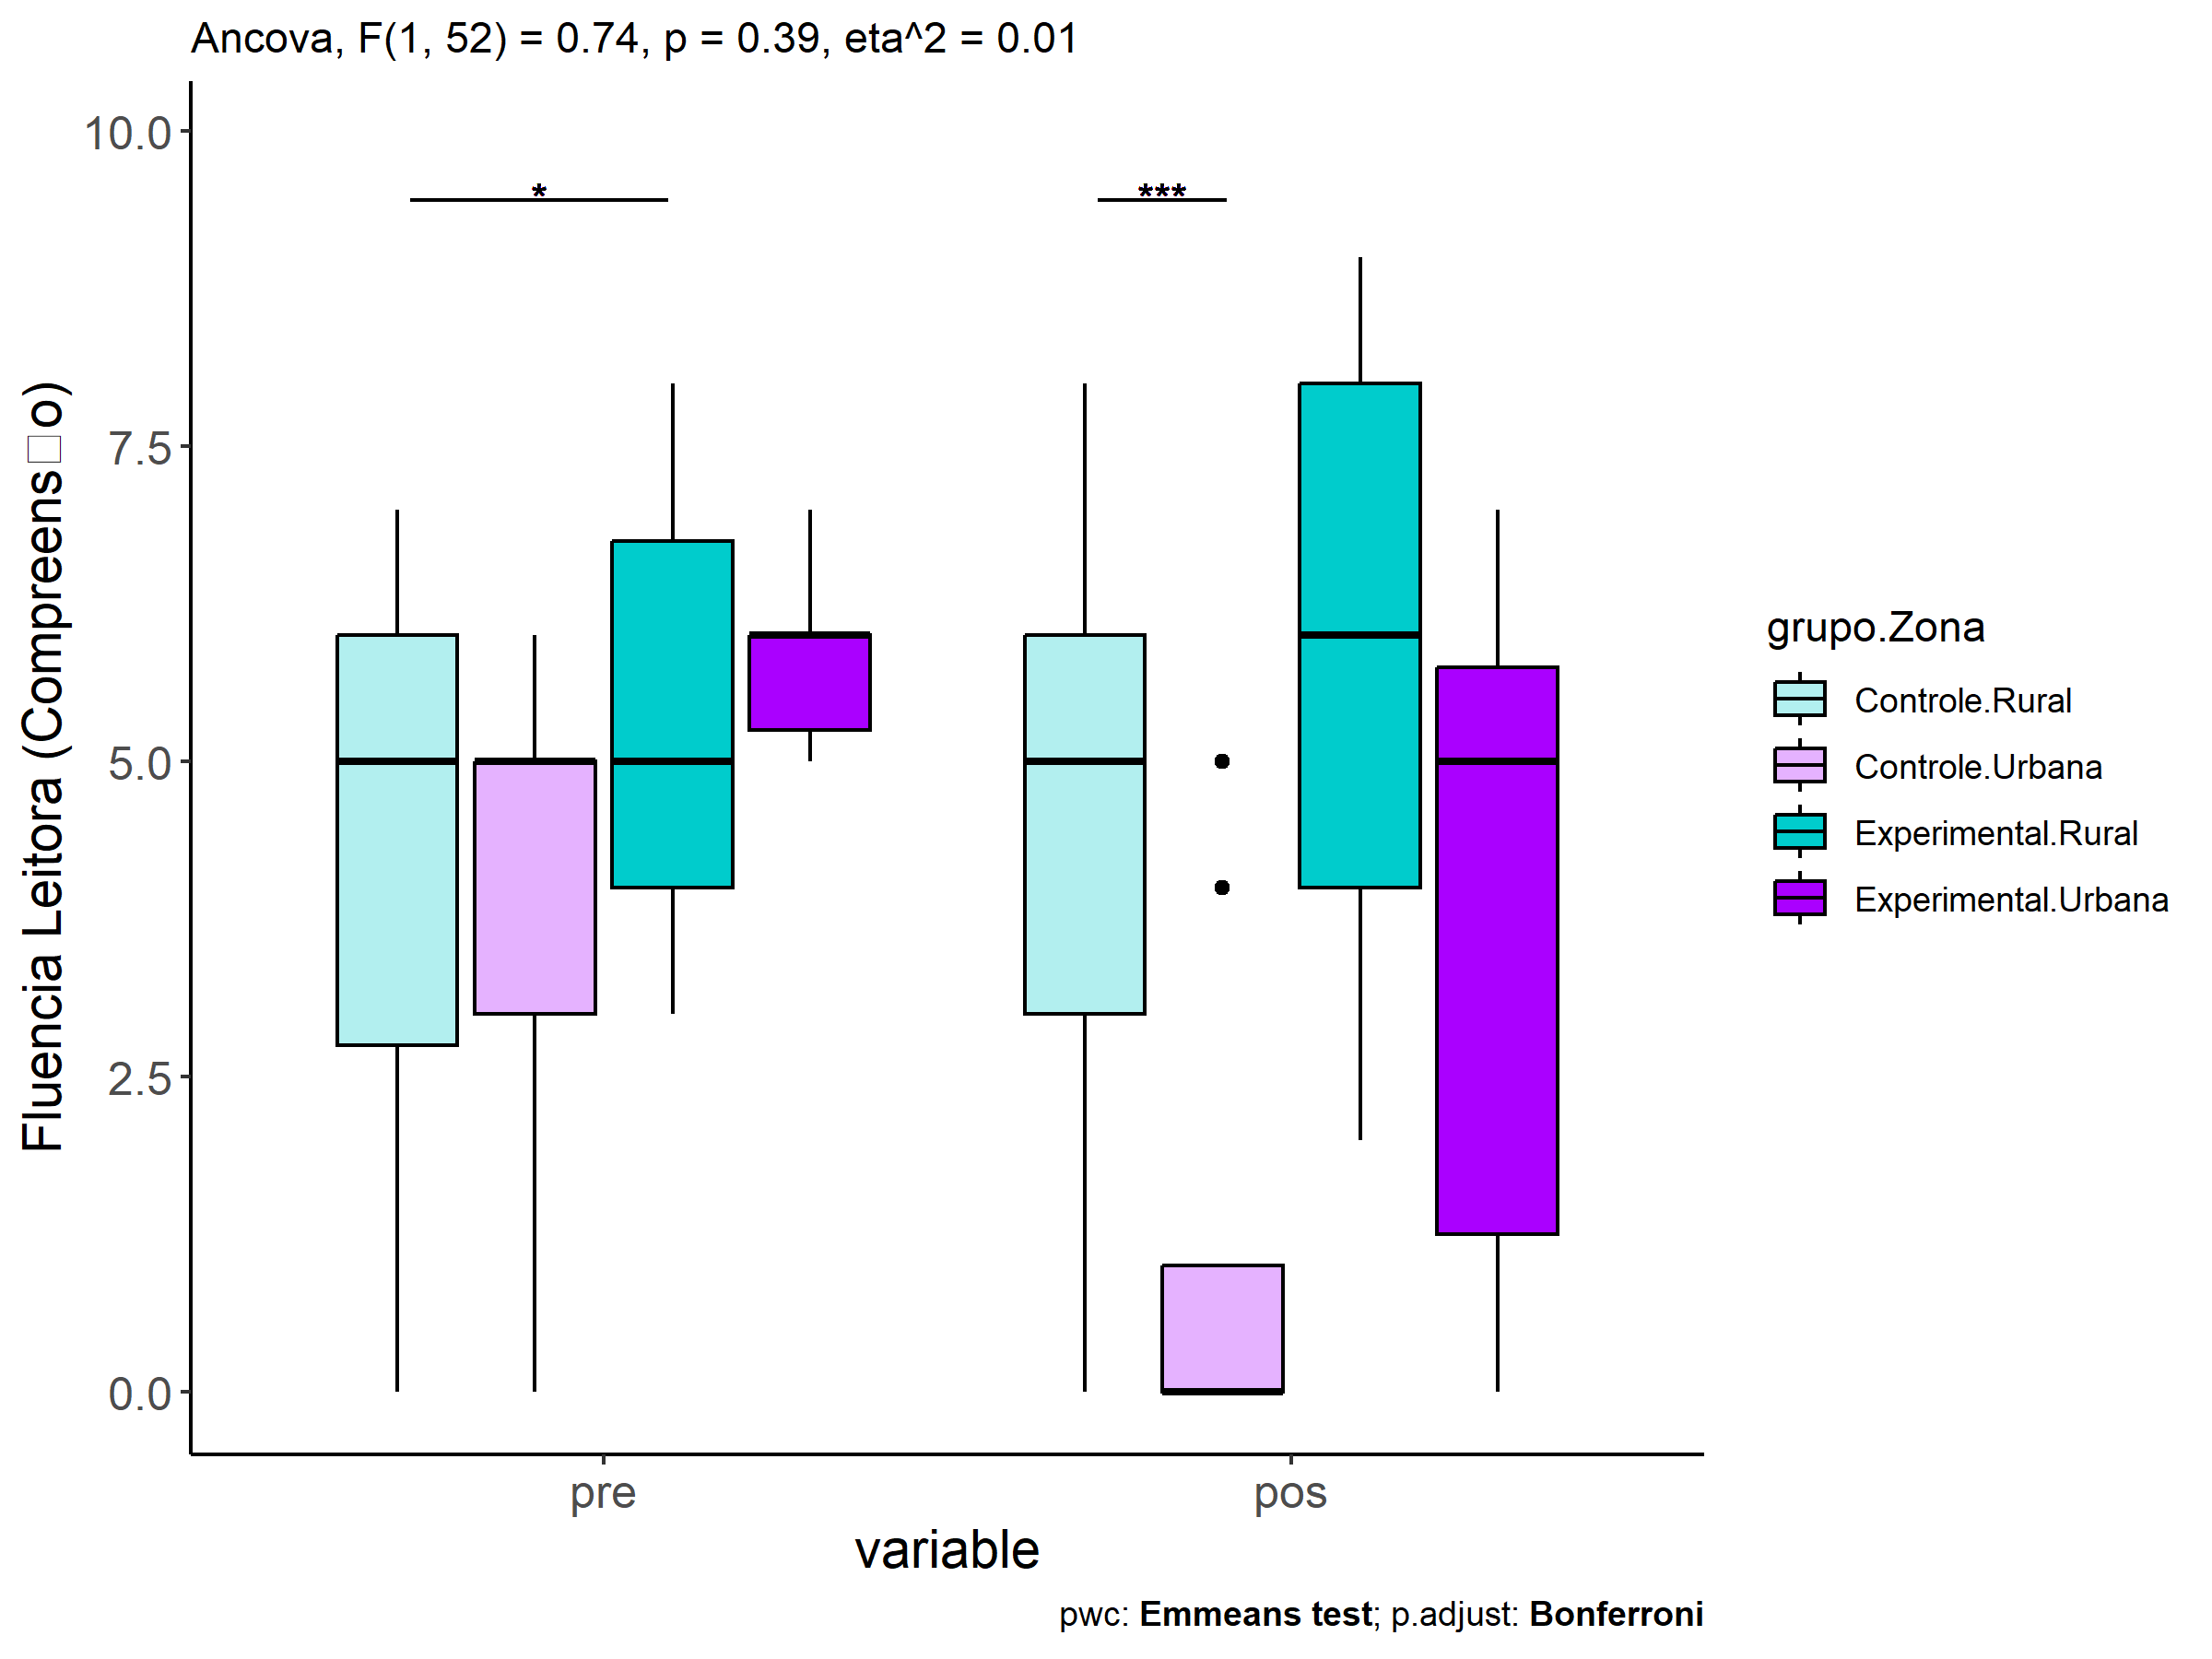 Ancova, F(1, 52) = 0.74, p = 0.39, eta^2 = 0.01
Fluencia Leitora (Compreens□o)
10.0
7.5
5.0
2.5
0.0
*
***
pre
pos
variable
grupo.Zona
Controle.Rural
Controle.Urbana
Experimental.Rural
Experimental.Urbana
pwc: Emmeans test; p.adjust: Bonferroni